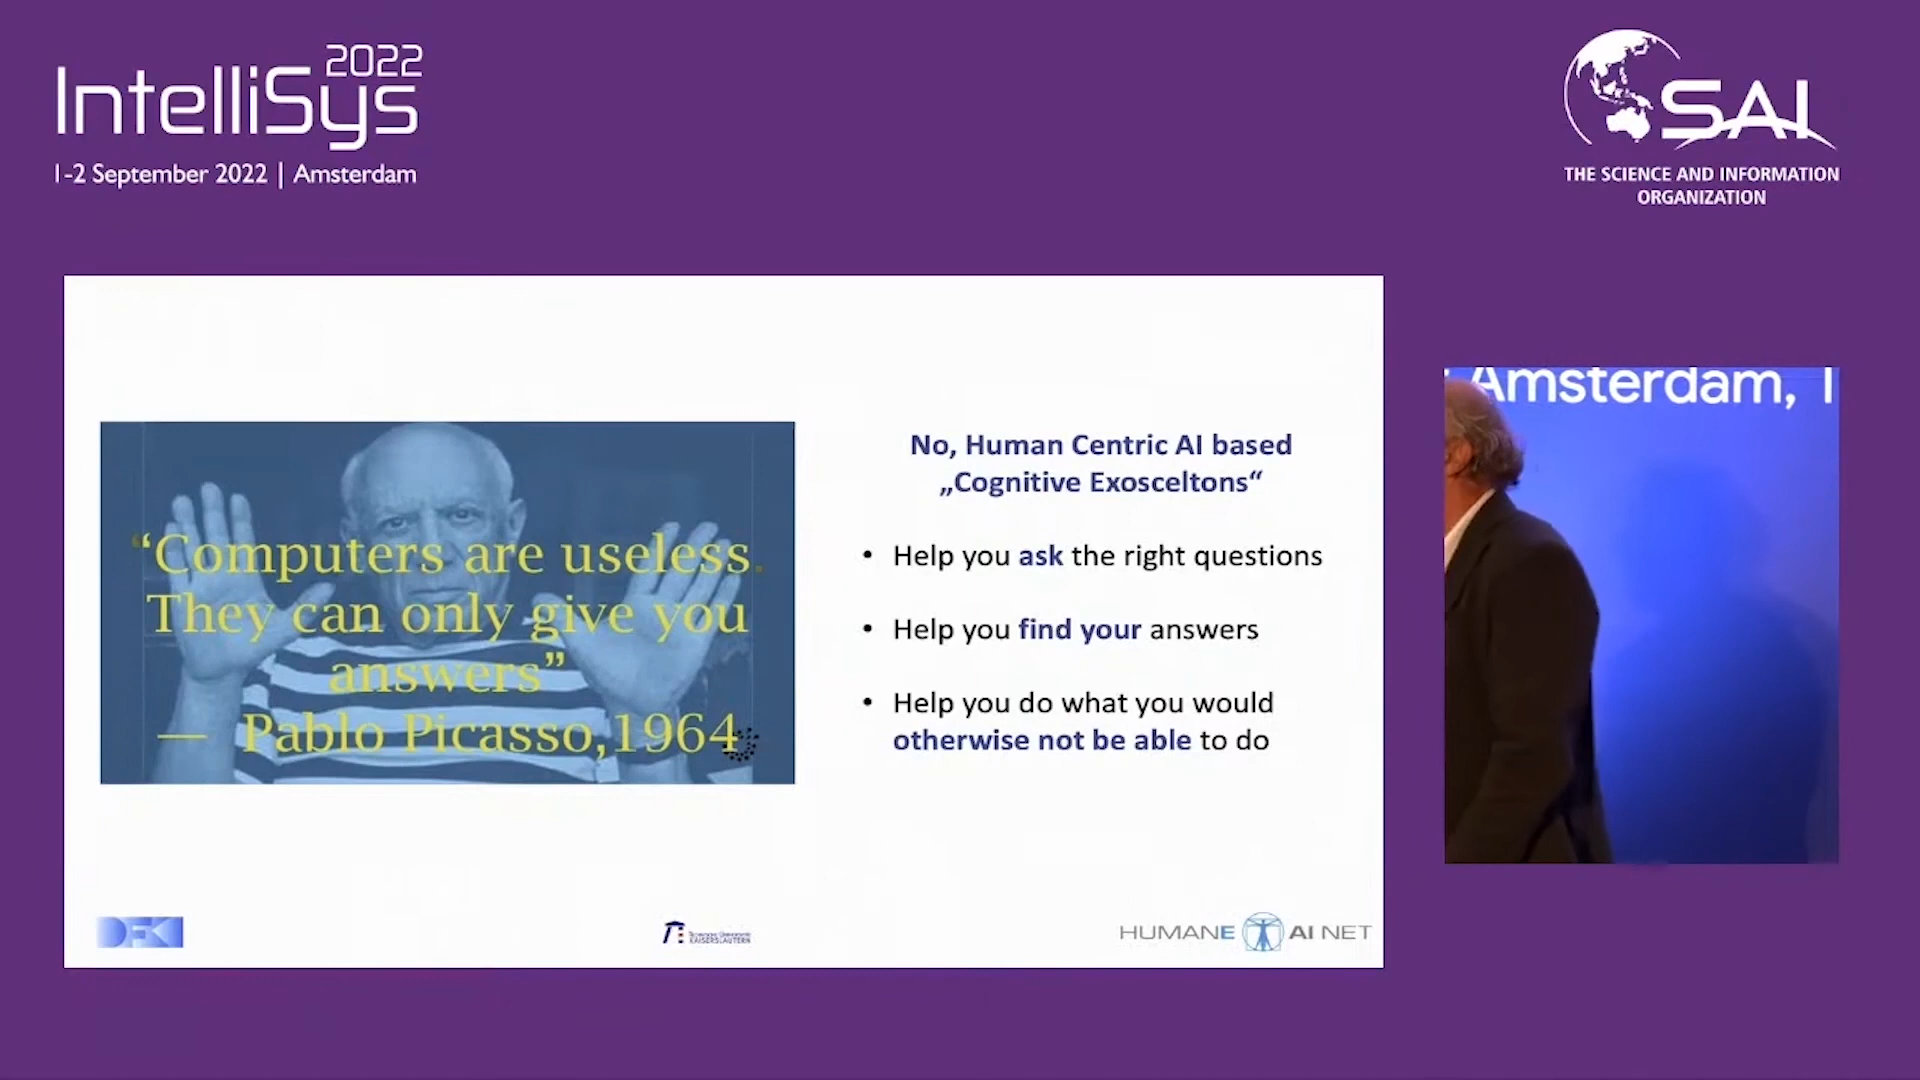 2022
IntelliSys
1-2 September 2022 | Amsterdam
SAI
THE SCIENCE AND INFORMATION
ORGANIZATION
“Computers are useless.
They can only give you
answers”
— Pablo Picasso,1964
No, Human Centric AI based
„Cognitive Exosceltons“
• Help you ask the right questions
• Help you find your answers
• Help you do what you would
otherwise not be able to do
Amsterdam,
DFKI
KAISERSLAUTERN
HUMANE AI NET